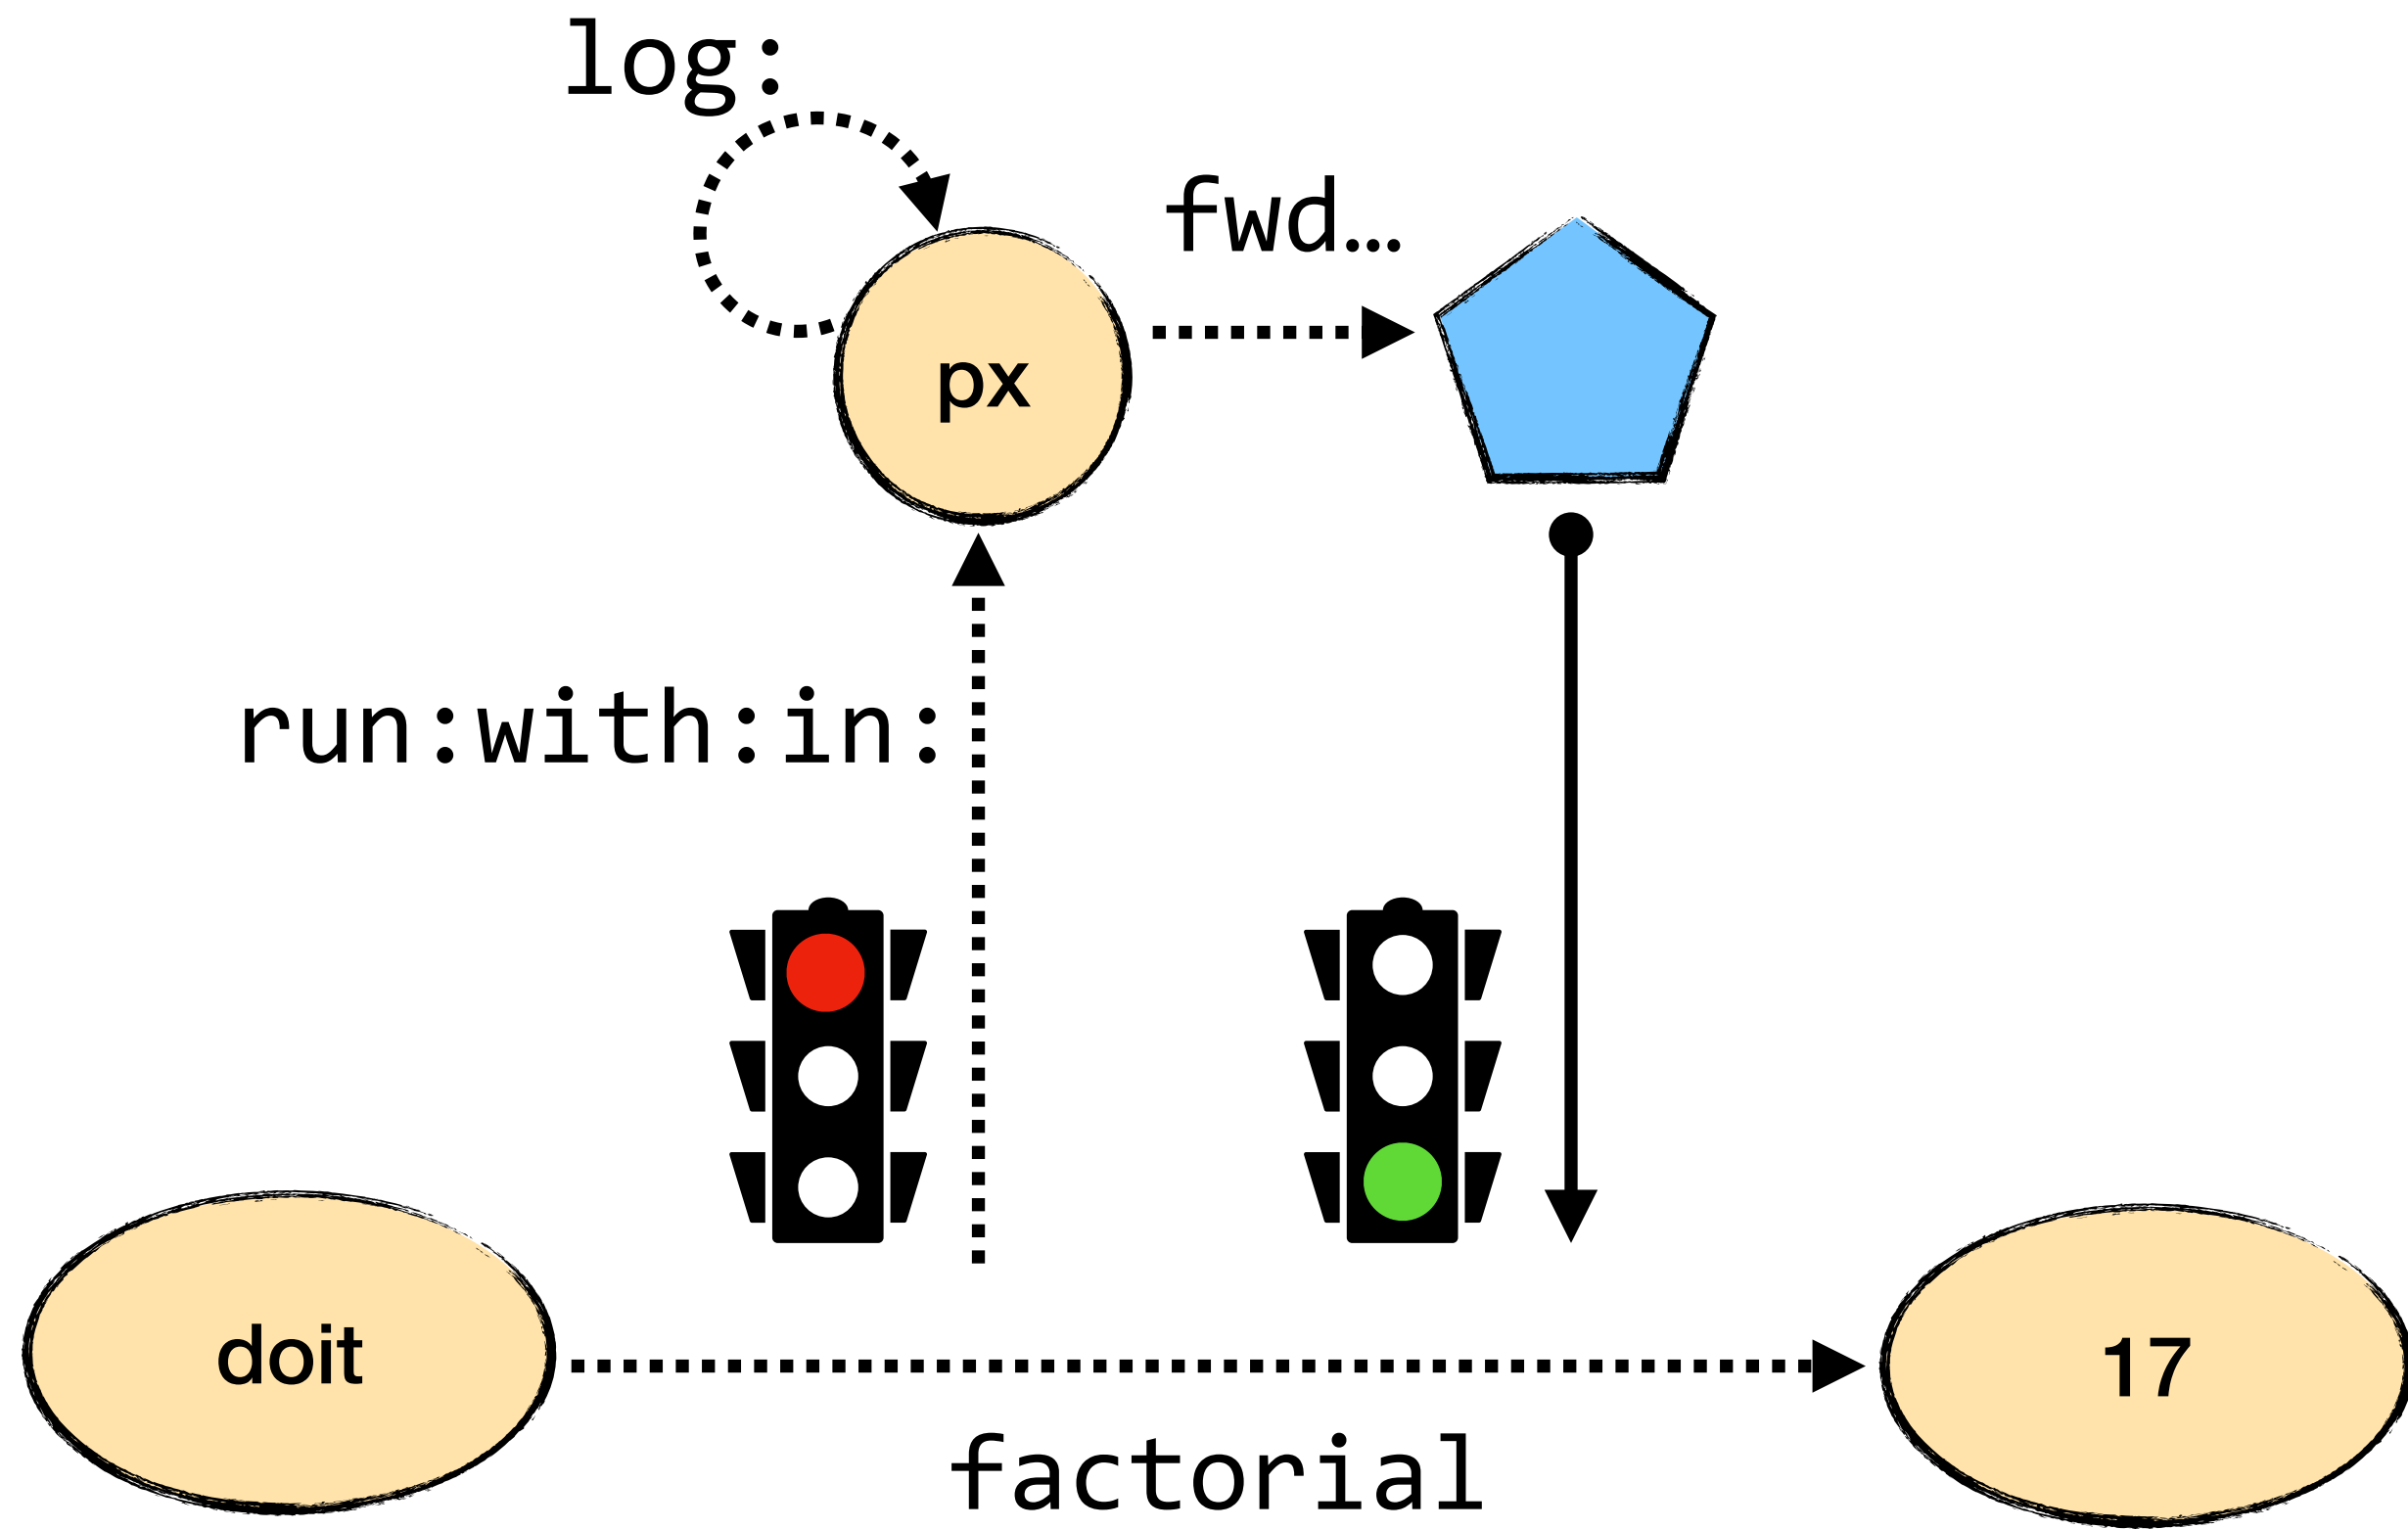 log:
fwd…
px
run:with:in:
doit
17
factorial